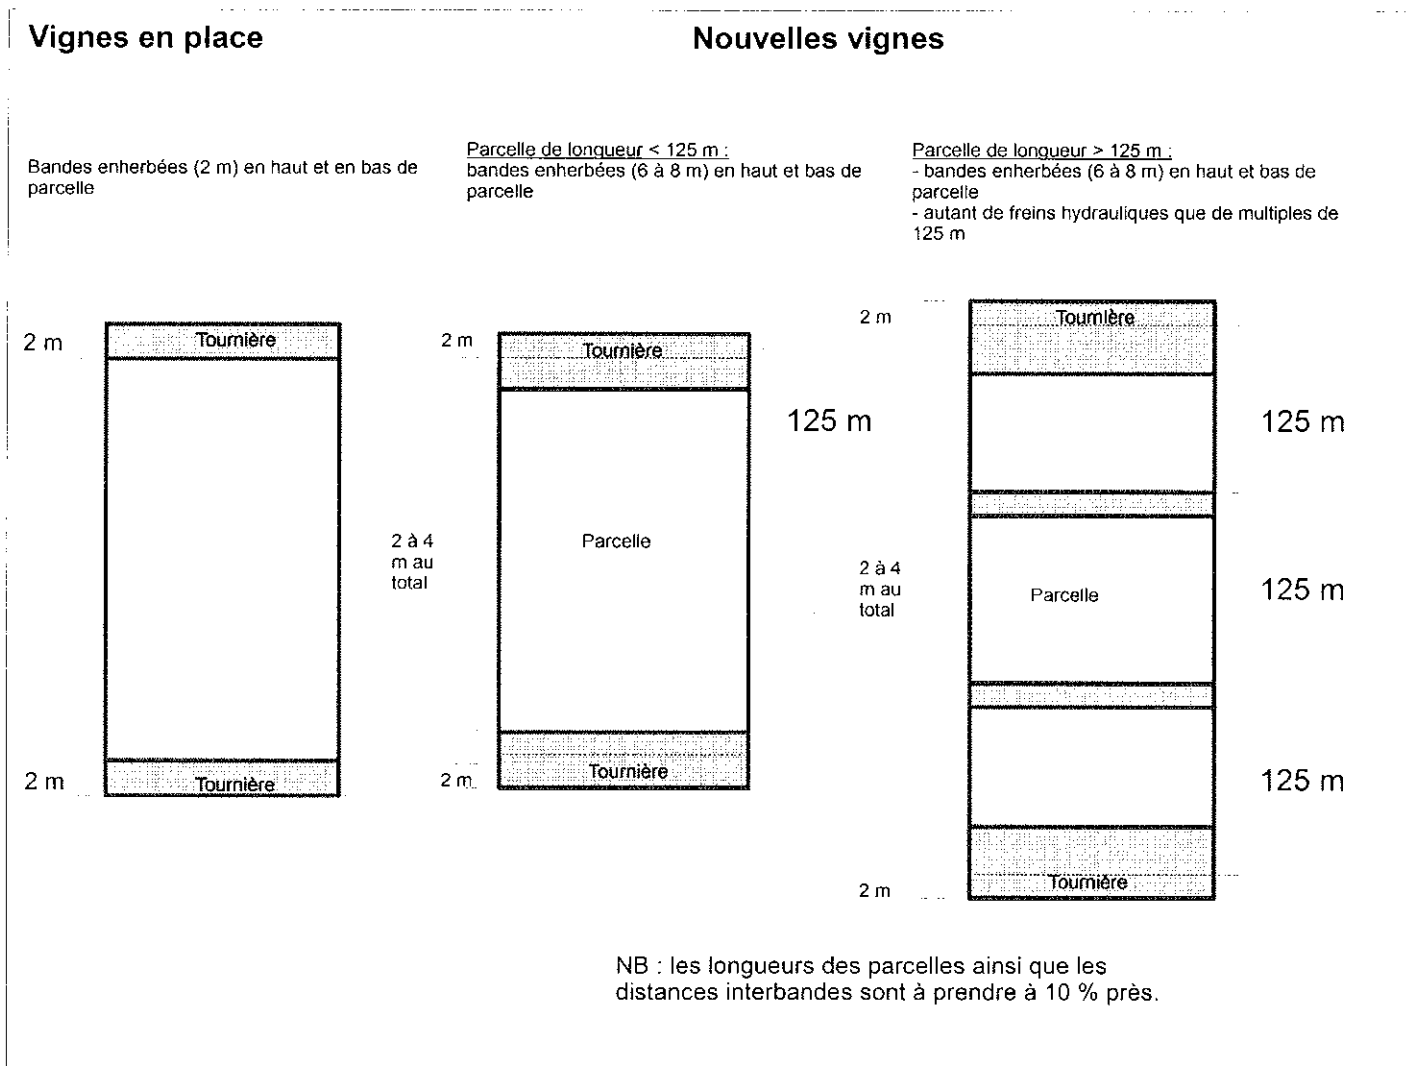 Vignes en place
Nouvelles vignes
Bandes enherbées (2 m) en haut et en bas de
parcelle
Parcelle de longueur < 125 m :
bandes enherbées (6 à 8 m) en haut et bas de
parcelle
Parcelle de longueur > 125 m :
- bandes enherbées (6 à 8 m) en haut et bas de
parcelle
- autant de freins hydrauliques que de multiples de
125 m
2 m
Tournière
2 m
Tournière
2 m
Tournière
125 m
2 à 4
m au
total
Parcelle
2 m
Tournière
2 m
Tournière
125 m
2 à 4
m au
total
Parcelle
125 m
125 m
2 m
Tournière
NB : les longueurs des parcelles ainsi que les
distances interbandes sont à prendre à 10 % près.